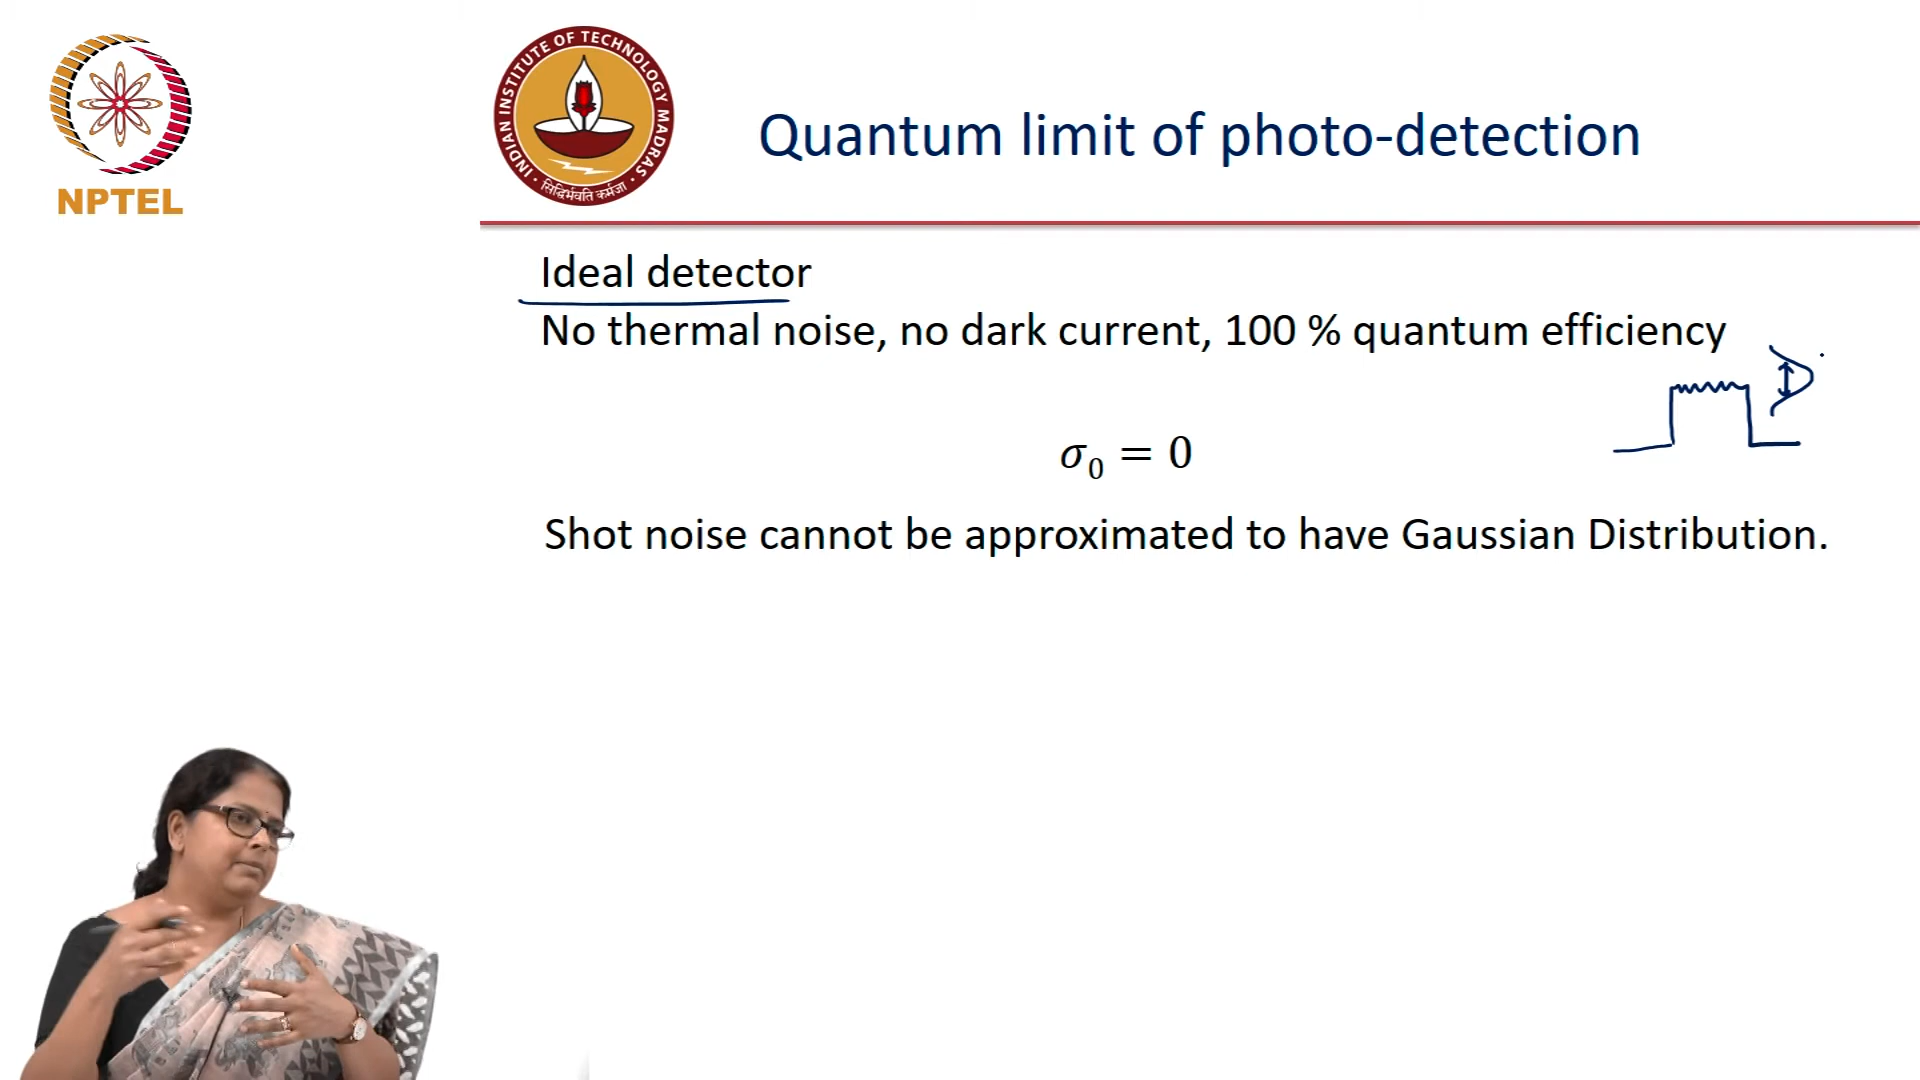 NPTEL
INDIAN INSTITUTE OF TECHNOLOGY MADRAS
सिद्धिर्भवति कर्मजा
Quantum limit of photo-detection
Ideal detector
No thermal noise, no dark current, 100 % quantum efficiency
σ₀ = 0
Shot noise cannot be approximated to have Gaussian Distribution.